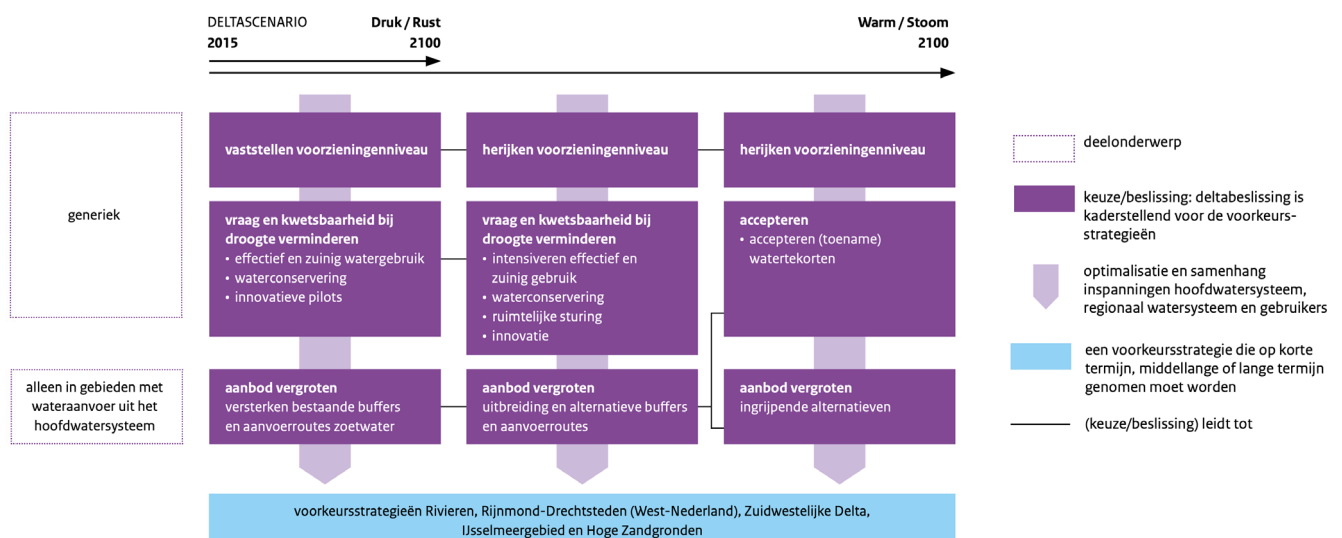 DELTASCENARIO
Druk / Rust
Warm / Stoom
2015
2100
2100
generiek
vaststellen voorzieningenniveau
herijken voorzieningenniveau
herijken voorzieningenniveau
vraag en kwetsbaarheid bij
droogte verminderen
• effectief en zuinig watergebruik
• waterconservering
• innovatieve pilots
vraag en kwetsbaarheid bij
droogte verminderen
• intensiveren effectief en
zuinig gebruik
• waterconservering
• ruimtelijke sturing
• innovatie
accepteren
• accepteren (toename)
watertekorten
alleen in gebieden met
wateraanvoer uit het
hoofdwatersysteem
aanbod vergroten
versterken bestaande buffers
en aanvoerroutes zoetwater
aanbod vergroten
uitbreiding en alternatieve buffers
en aanvoerroutes
aanbod vergroten
ingrijpende alternatieven
voorkeursstrategieën Rivieren, Rijnmond-Drechtsteden (West-Nederland), Zuidwestelijke Delta,
IJsselmeergebied en Hoge Zandgronden
deelonderwerp
keuze/beslissing: deltabeslissing is
kaderstellend voor de voorkeurs-
strategieën
optimalisatie en samenhang
inspanningen hoofdwatersysteem,
regionaal watersysteem en gebruikers
een voorkeursstrategie die op korte
termijn, middellange of lange termijn
genomen moet worden
(keuze/beslissing) leidt tot